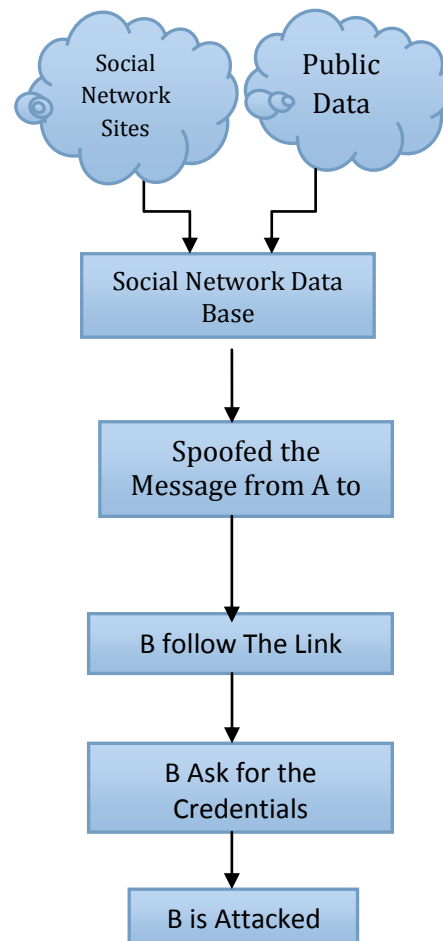 Social
Network
Sites
Public
Data
Social Network Data
Base
Spoofed the
Message from A to
B follow The Link
B Ask for the
Credentials
B is Attacked